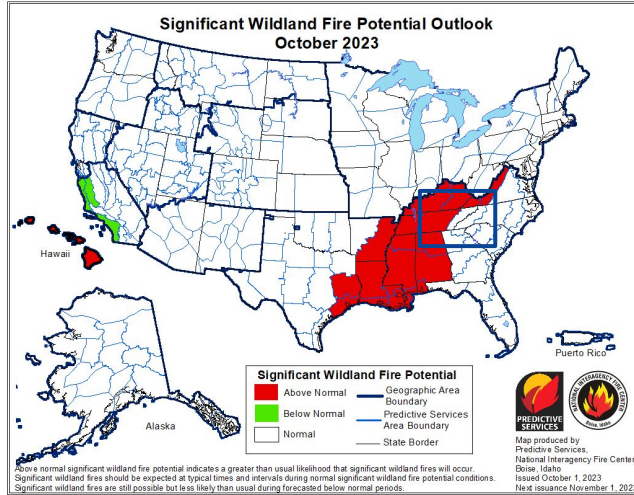 Significant Wildland Fire Potential Outlook
October 2023
Hawaii
Alaska
Puerto Rico
Significant Wildland Fire Potential
Above Normal
Below Normal
Normal
Geographic Area
Boundary
Predictive Services
Area Boundary
State Border
PREDICTIVE
SERVICES
NATIONAL INTERAGENCY FIRE CENTER
Boise, Idaho
Map produced by
Predictive Services,
National Interagency Fire Center
Boise, Idaho
Issued October 1, 2023
Next issuance November 1, 2023
Above normal significant wildland fire potential indicates a greater than usual likelihood that significant wildland fires will occur.
Significant wildland fires should be expected at typical times and intervals during normal significant wildland fire potential conditions.
Significant wildland fires are still possible but less likely than usual during forecasted below normal periods.